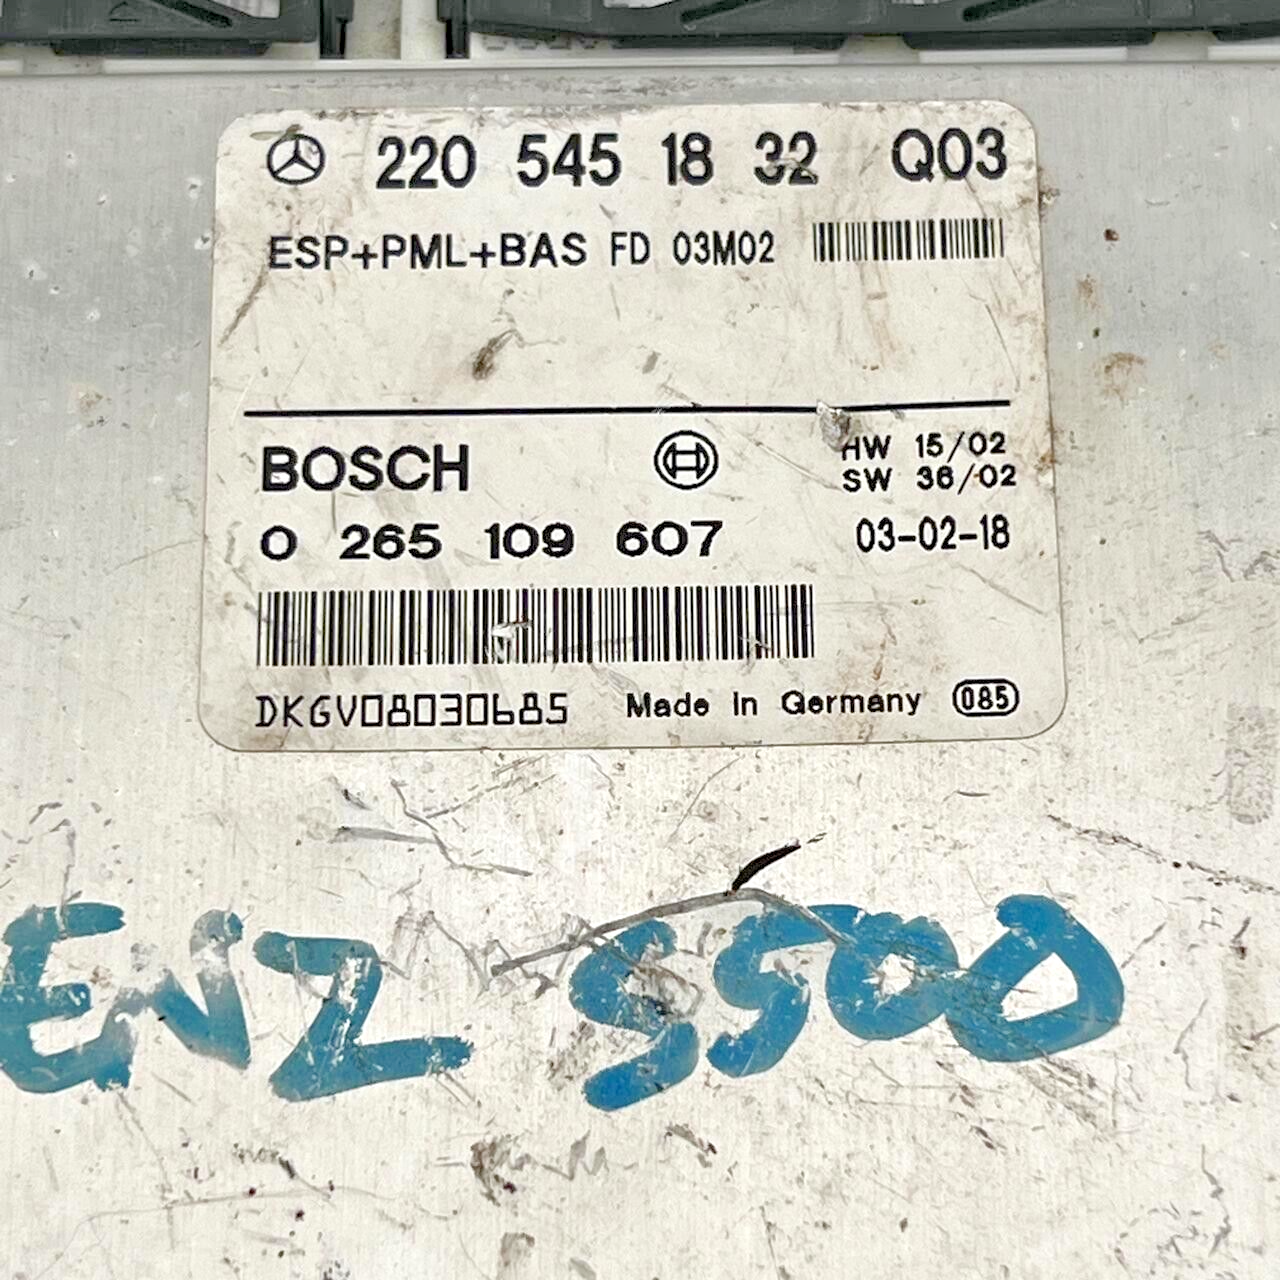 220 545 18 32 Q03
ESP+PML+BAS FD 03M02
BOSCH
HW 15/02
SW 36/02
0 265 109 607 03-02-18
DKGV08030685 Made in Germany 085
ENZ S500